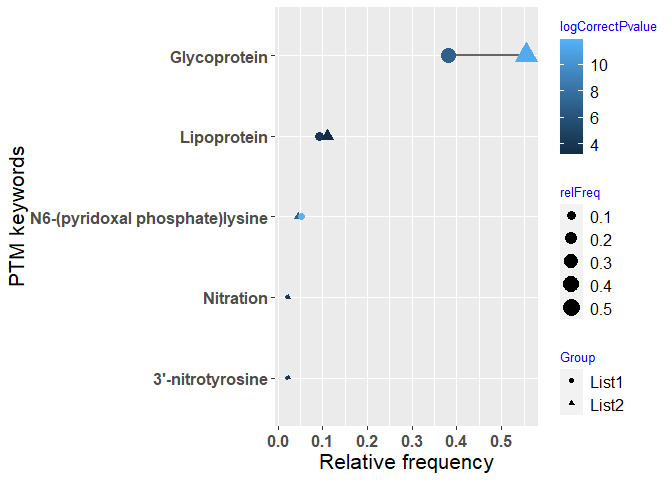 PTM keywords
Glycoprotein
Lipoprotein
N6-(pyridoxal phosphate)lysine
Nitration
3'-nitrotyrosine
0.0 0.1 0.2 0.3 0.4 0.5
Relative frequency
logCorrectPvalue
10
8
6
4
relFreq
0.1
0.2
0.3
0.4
0.5
Group
List1
List2